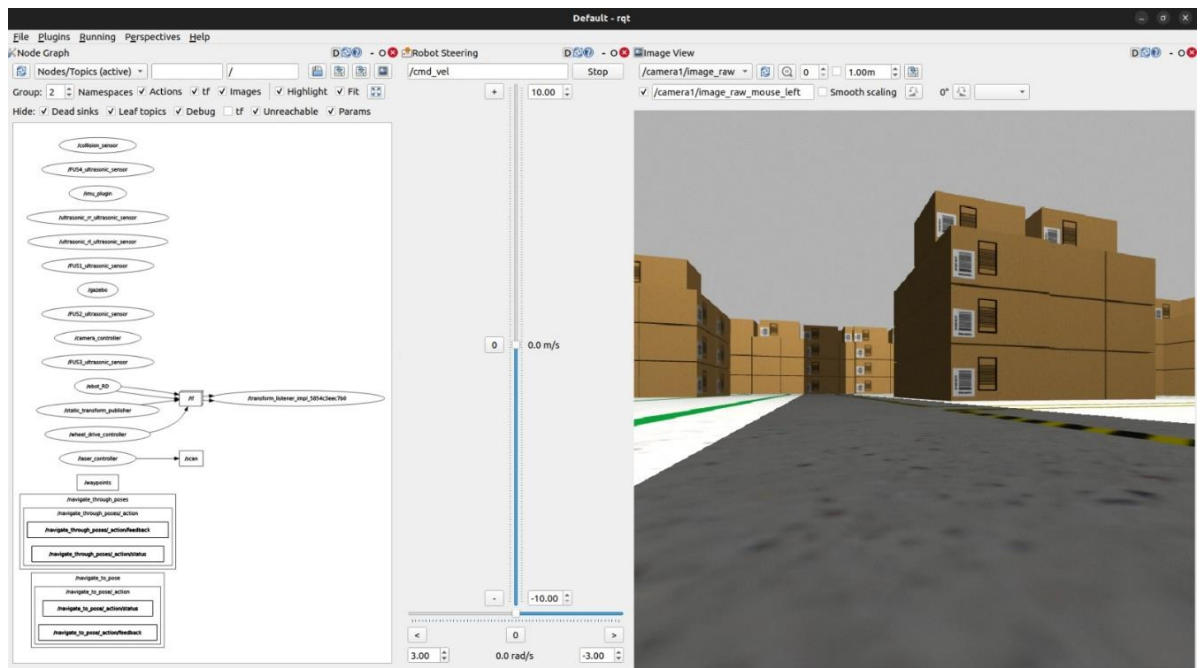 Default - rqt
File Plugins Running Perspectives Help
Node Graph
Nodes/Topics (active) /
Group: 2 Namespaces Actions tf Images Highlight Fit
Hide: Dead sinks Leaf topics Debug tf Unreachable Params
/collision_sensor
/FUS4_ultrasonic_sensor
/imu_plugin
/ultrasonic_rr_ultrasonic_sensor
/ultrasonic_rl_ultrasonic_sensor
/FUS1_ultrasonic_sensor
/gazebo
/FUS2_ultrasonic_sensor
/camera_controller
/FUS3_ultrasonic_sensor
/ebot_RD
/tf
/transform_listener_impl_5854c3eec7b0
/static_transform_publisher
/wheel_drive_controller
/laser_controller
/scan
/waypoints
/navigate_through_poses
/navigate_through_poses/_action
/navigate_through_poses/_action/feedback
/navigate_through_poses/_action/status
/navigate_to_pose
/navigate_to_pose/_action
/navigate_to_pose/_action/status
/navigate_to_pose/_action/feedback
D - O
Robot Steering
D - O
/cmd_vel Stop
+ 10.00
0 0.0 m/s
- -10.00
< 0 >
3.00 0.0 rad/s -3.00
Image View
D - O
/camera1/image_raw 0 1.00m
/camera1/image_raw_mouse_left Smooth scaling 0°